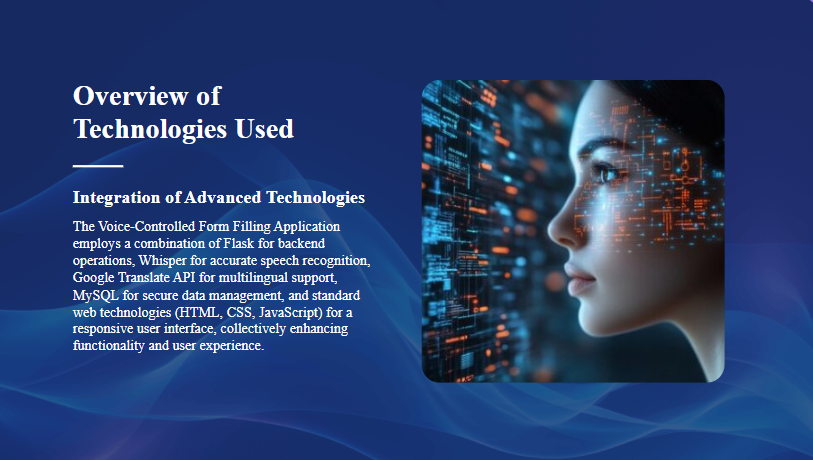 Overview of
Technologies Used
Integration of Advanced Technologies
The Voice-Controlled Form Filling Application
employs a combination of Flask for backend
operations, Whisper for accurate speech recognition,
Google Translate API for multilingual support,
MySQL for secure data management, and standard
web technologies (HTML, CSS, JavaScript) for a
responsive user interface, collectively enhancing
functionality and user experience.